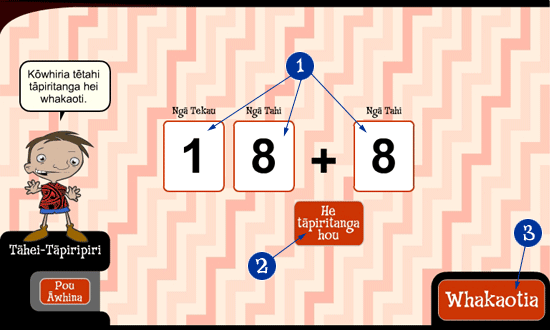 Kōwhiria tētahi
tāpiritanga hei
whakaoti.
1
Ngā Tekau Ngā Tahi Ngā Tahi
1 8 + 8
He
tāpiritanga
hou
2
3
Tāhei-Tāpiripiri
Pou
Āwhina
Whakaotia